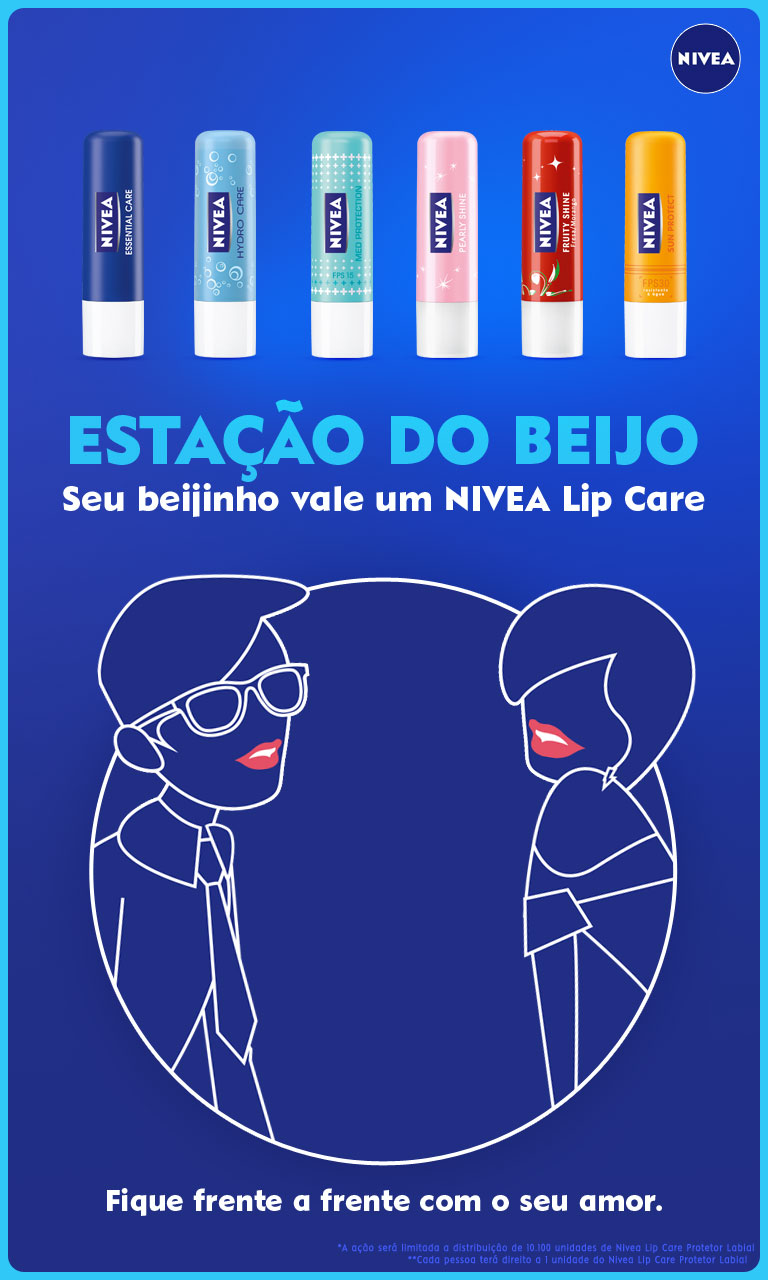 NIVEA
NIVEA ESSENTIAL CARE
NIVEA HYDRO CARE
NIVEA MED PROTECTION
FPS 15
NIVEA PEARLY SHINE
NIVEA FRUITY SHINE
NIVEA SUN PROTECT
FPS30
ESTAÇÃO DO BEIJO
Seu beijinho vale um NIVEA Lip Care
Fique frente a frente com o seu amor.
*A ação será limitada a distribuição de 10.100 unidades de Nivea Lip Care Protetor Labial
**Cada pessoa terá direito a 1 unidade do Nivea Lip Care Protetor Labial